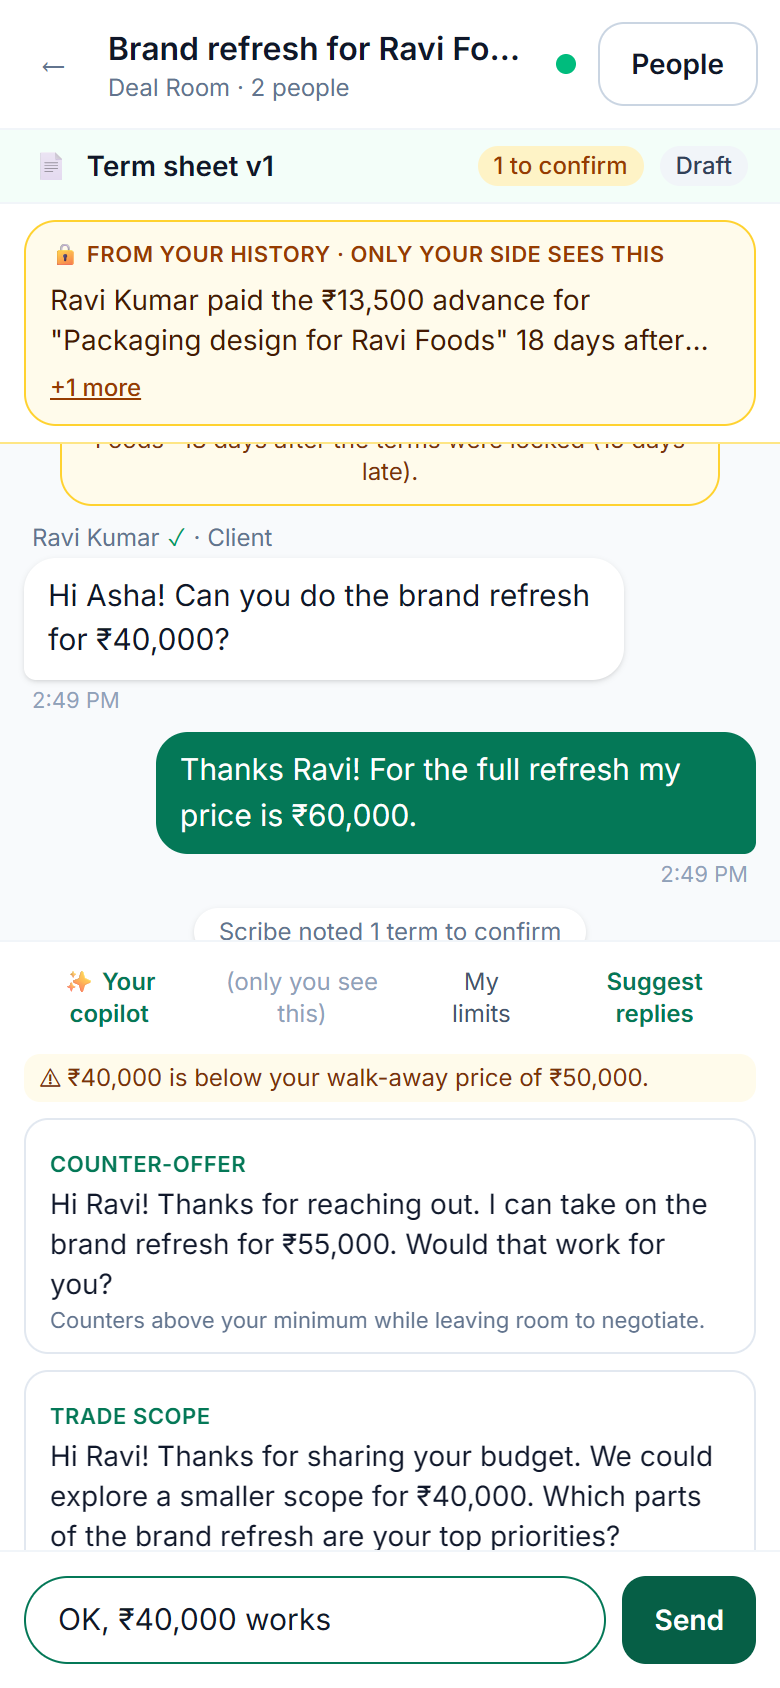 ←
Brand refresh for Ravi Fo...
Deal Room · 2 people
People
Term sheet v1
1 to confirm
Draft
FROM YOUR HISTORY · ONLY YOUR SIDE SEES THIS
Ravi Kumar paid the ₹13,500 advance for
"Packaging design for Ravi Foods" 18 days after...
+1 more
late).
Ravi Kumar ✓ · Client
Hi Asha! Can you do the brand refresh
for ₹40,000?
2:49 PM
Thanks Ravi! For the full refresh my
price is ₹60,000.
2:49 PM
Scribe noted 1 term to confirm
✨ Your
copilot
(only you see
this)
My
limits
Suggest
replies
⚠ ₹40,000 is below your walk-away price of ₹50,000.
COUNTER-OFFER
Hi Ravi! Thanks for reaching out. I can take on the
brand refresh for ₹55,000. Would that work for
you?
Counters above your minimum while leaving room to negotiate.
TRADE SCOPE
Hi Ravi! Thanks for sharing your budget. We could
explore a smaller scope for ₹40,000. Which parts
of the brand refresh are your top priorities?
OK, ₹40,000 works
Send